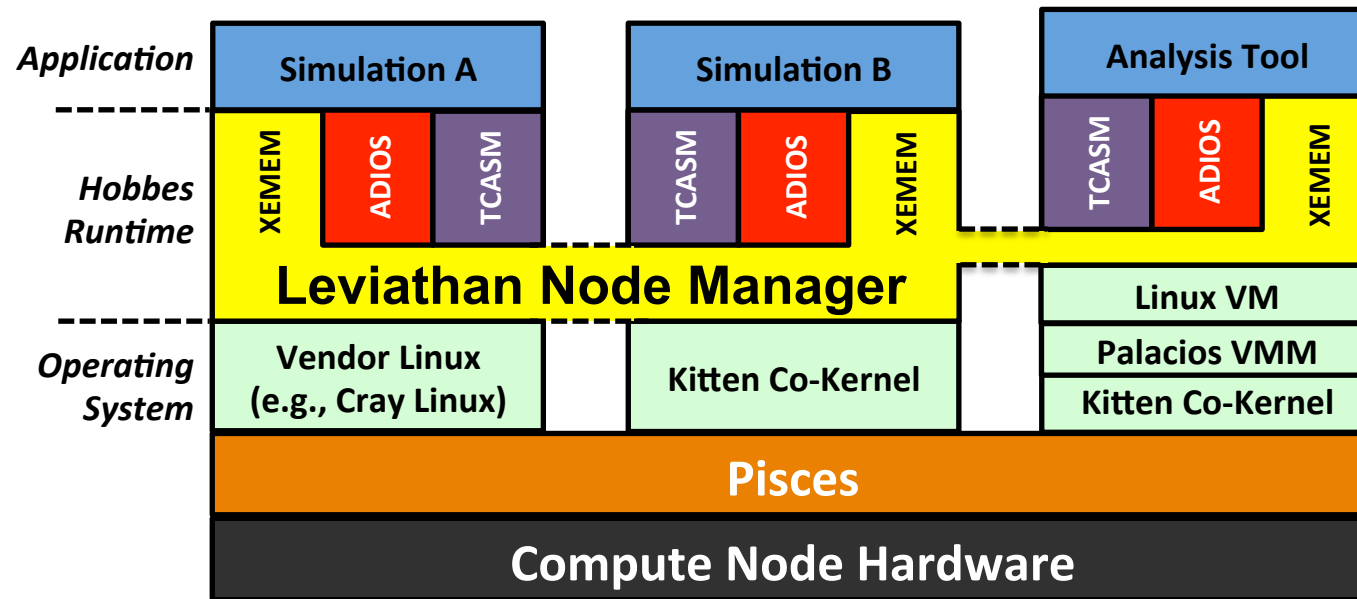 Application
Simulation A
Simulation B
Analysis Tool
Hobbes
Runtime
XEMEM
ADIOS
TCASM
TCASM
ADIOS
XEMEM
TCASM
ADIOS
XEMEM
Leviathan Node Manager
Operating
System
Vendor Linux
(e.g., Cray Linux)
Kitten Co-Kernel
Linux VM
Palacios VMM
Kitten Co-Kernel
Pisces
Compute Node Hardware